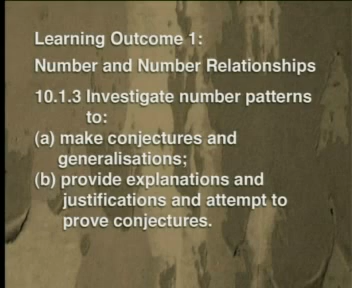 Learning Outcome 1:
Number and Number Relationships
10.1.3 Investigate number patterns
to:
(a) make conjectures and
generalisations;
(b) provide explanations and
justifications and attempt to
prove conjectures.